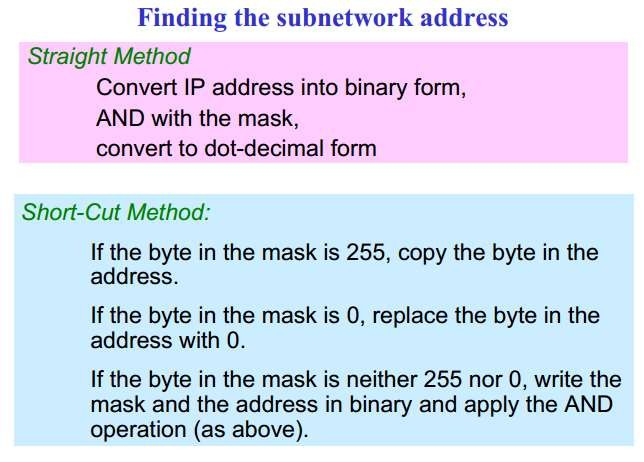 Finding the subnetwork address
Straight Method
Convert IP address into binary form,
AND with the mask,
convert to dot-decimal form
Short-Cut Method:
If the byte in the mask is 255, copy the byte in the
address.
If the byte in the mask is 0, replace the byte in the
address with 0.
If the byte in the mask is neither 255 nor 0, write the
mask and the address in binary and apply the AND
operation (as above).